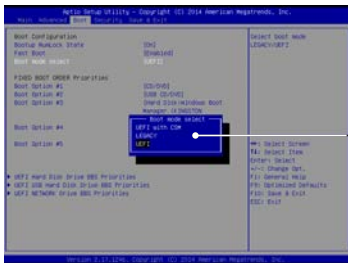 Aptio Setup Utility - Copyright (C) 2014 American Megatrends, Inc.
Main Advanced Boot Security Save & Exit
Boot Configuration
Bootup NumLock State [On]
Fast Boot [Enabled]
Boot mode select [UEFI]
FIXED BOOT ORDER Priorities
Boot Option #1 [CD/DVD]
Boot Option #2 [USB CD/DVD]
Boot Option #3 [Hard Disk:Windows Boot
Manager (KINGSTON
Boot Option #4
Boot Option #5
Boot mode select
UEFI with CSM
LEGACY
UEFI
UEFI Hard Disk Drive BBS Priorities
UEFI USB Hard Disk Drive BBS Priorities
UEFI NETWORK Drive BBS Priorities
Select boot mode
LEGACY/UEFI
: Select Screen
: Select Item
Enter: Select
+/-: Change Opt.
F1: General Help
F9: Optimized Defaults
F10: Save & Exit
ESC: Exit
Version 2.17.1246. Copyright (C) 2014 American Megatrends, Inc.